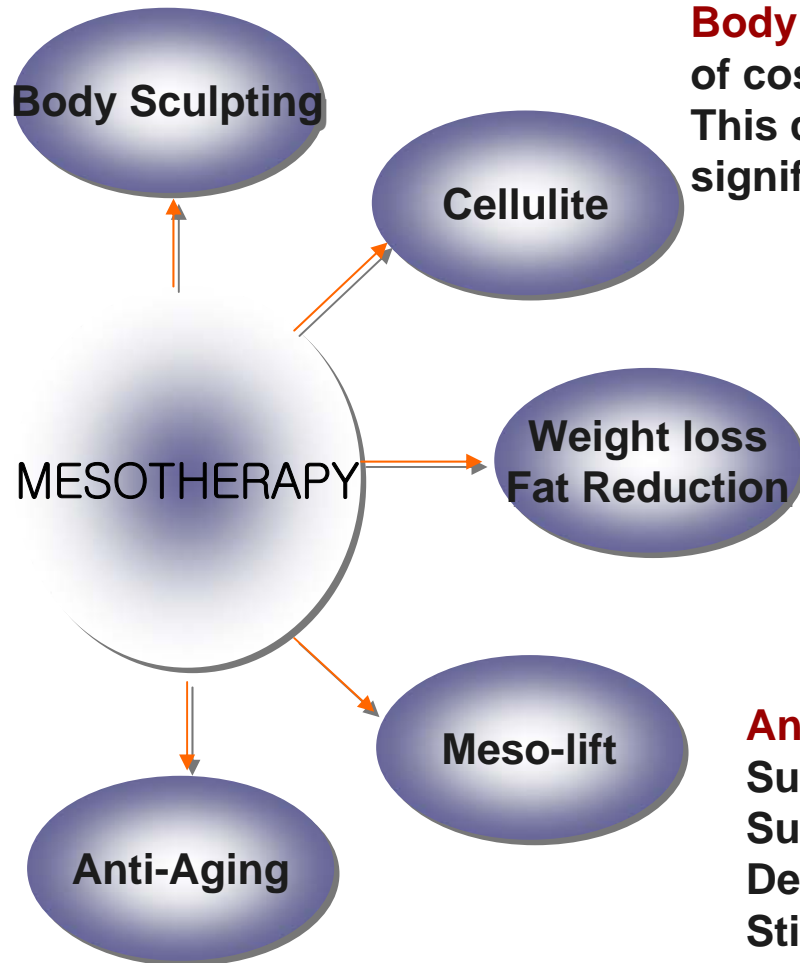 Body Sculpting
Cellulite
MESOTHERAPY
Weight loss
Fat Reduction
Meso-lift
Anti-Aging
Body
of cos
This
signif
An
Su
Su
De
Sti